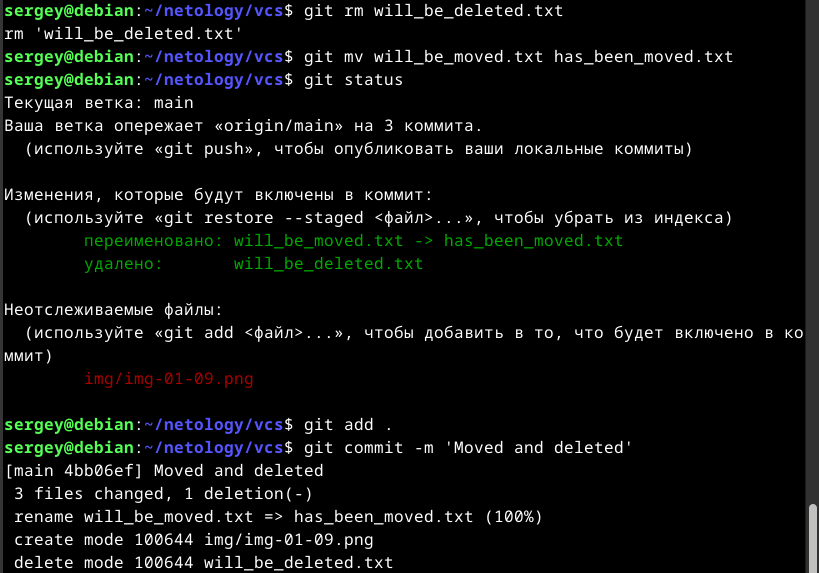 sergey@debian:~/netology/vcs$ git rm will_be_deleted.txt
rm 'will_be_deleted.txt'
sergey@debian:~/netology/vcs$ git mv will_be_moved.txt has_been_moved.txt
sergey@debian:~/netology/vcs$ git status
Текущая ветка: main
Ваша ветка опережает «origin/main» на 3 коммита.
  (используйте «git push», чтобы опубликовать ваши локальные коммиты)

Изменения, которые будут включены в коммит:
  (используйте «git restore --staged <файл>...», чтобы убрать из индекса)
        переименовано: will_be_moved.txt -> has_been_moved.txt
        удалено:       will_be_deleted.txt

Неотслеживаемые файлы:
  (используйте «git add <файл>...», чтобы добавить в то, что будет включено в ко
ммит)
        img/img-01-09.png

sergey@debian:~/netology/vcs$ git add .
sergey@debian:~/netology/vcs$ git commit -m 'Moved and deleted'
[main 4bb06ef] Moved and deleted
 3 files changed, 1 deletion(-)
 rename will_be_moved.txt => has_been_moved.txt (100%)
 create mode 100644 img/img-01-09.png
 delete mode 100644 will_be_deleted.txt